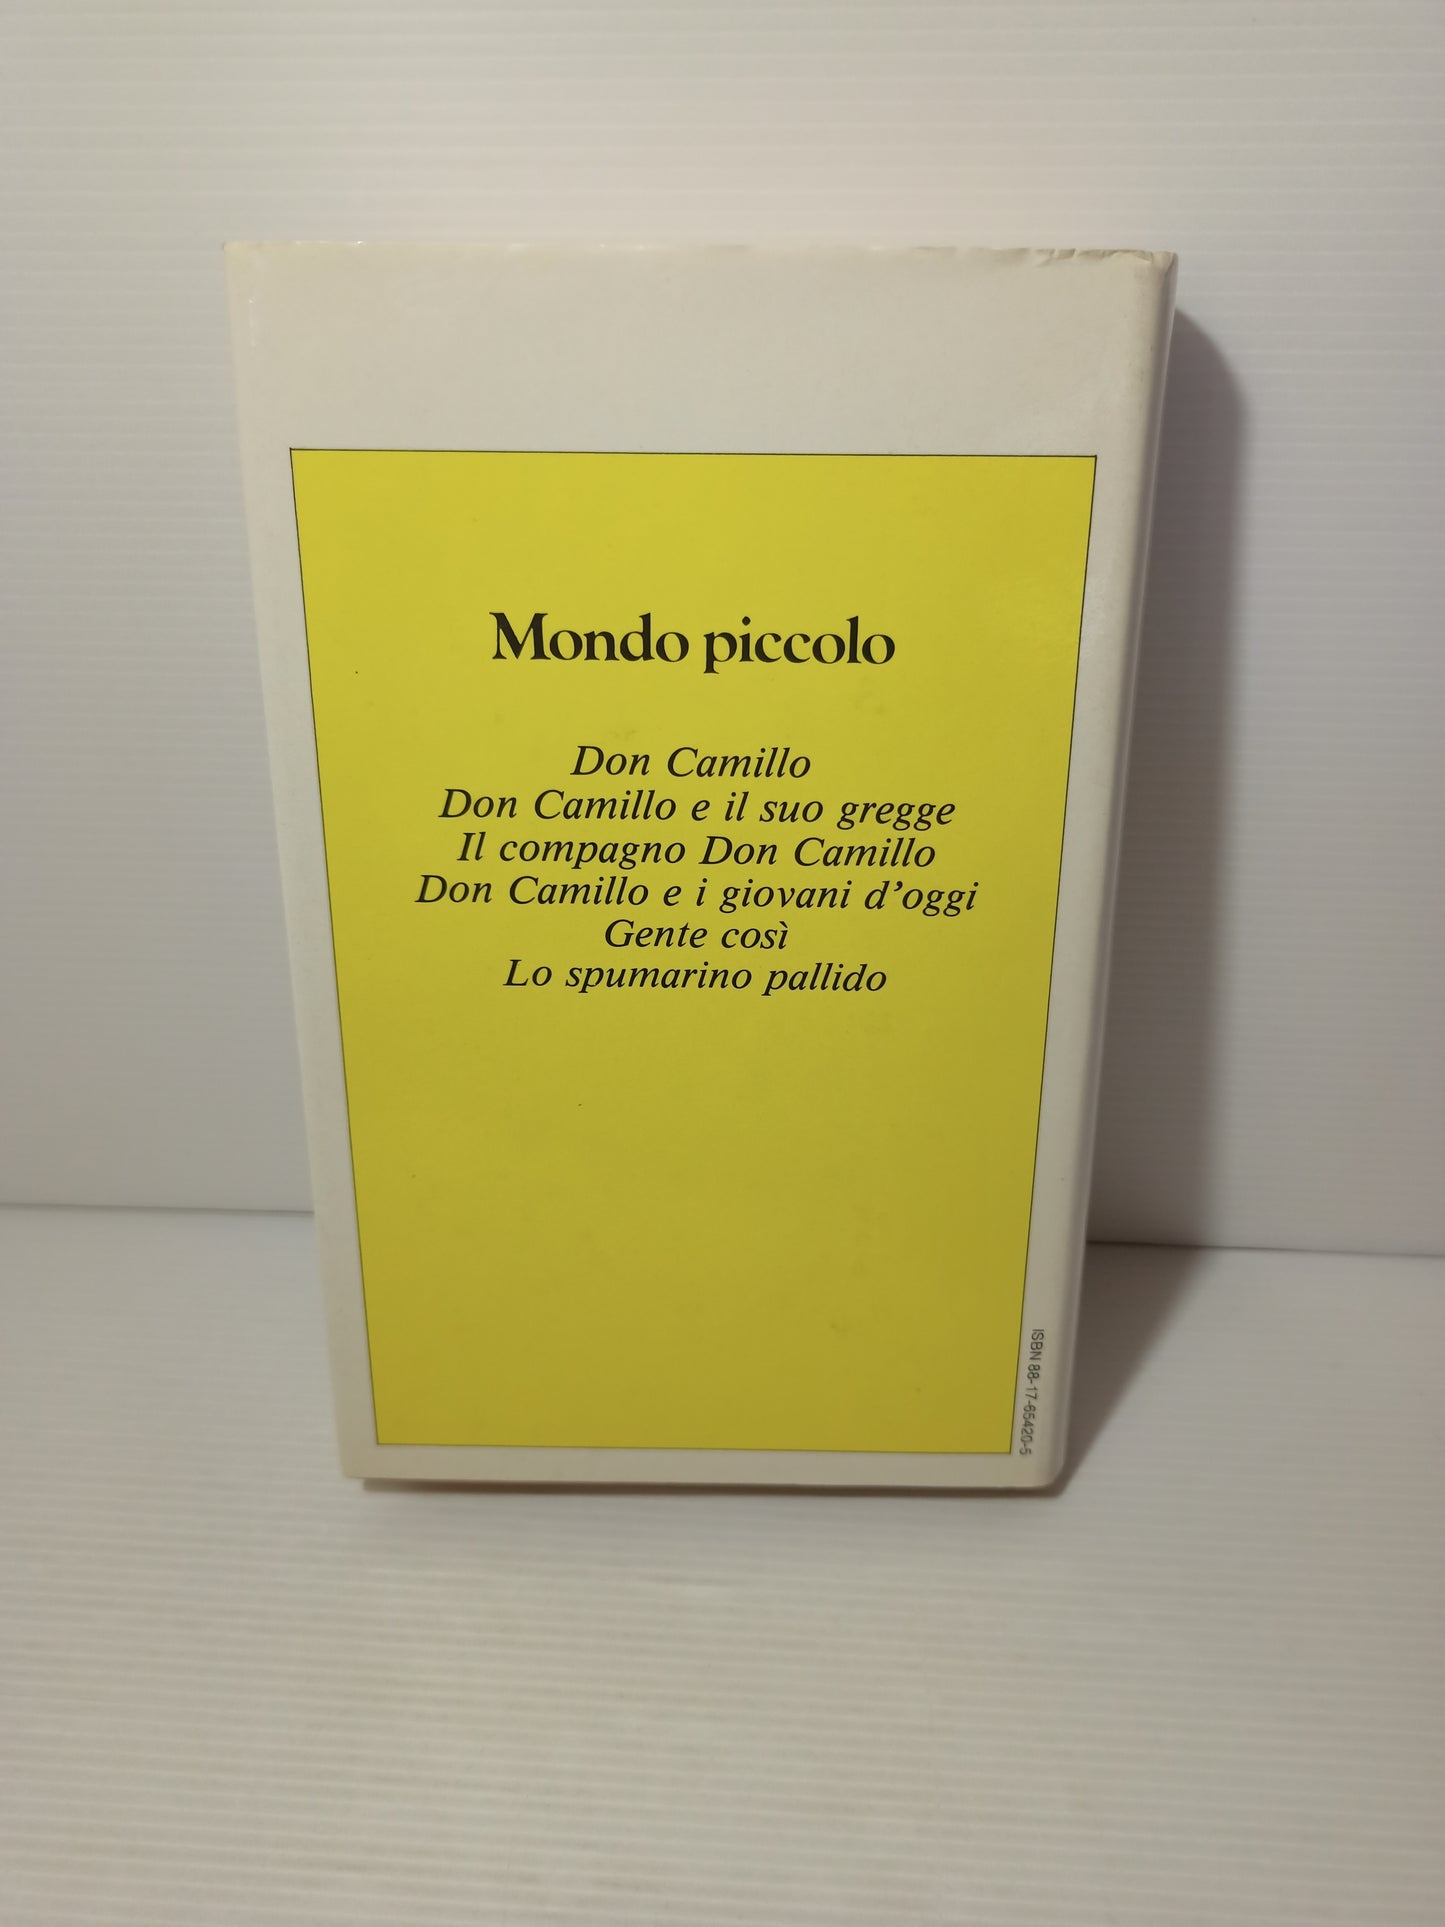 Mondo piccolo
Don Camillo
Don Camillo e il suo gregge
Il compagno Don Camillo
Don Camillo e i giovani d'oggi
Gente così
Lo spumarino pallido
ISBN 88-17-65420-5